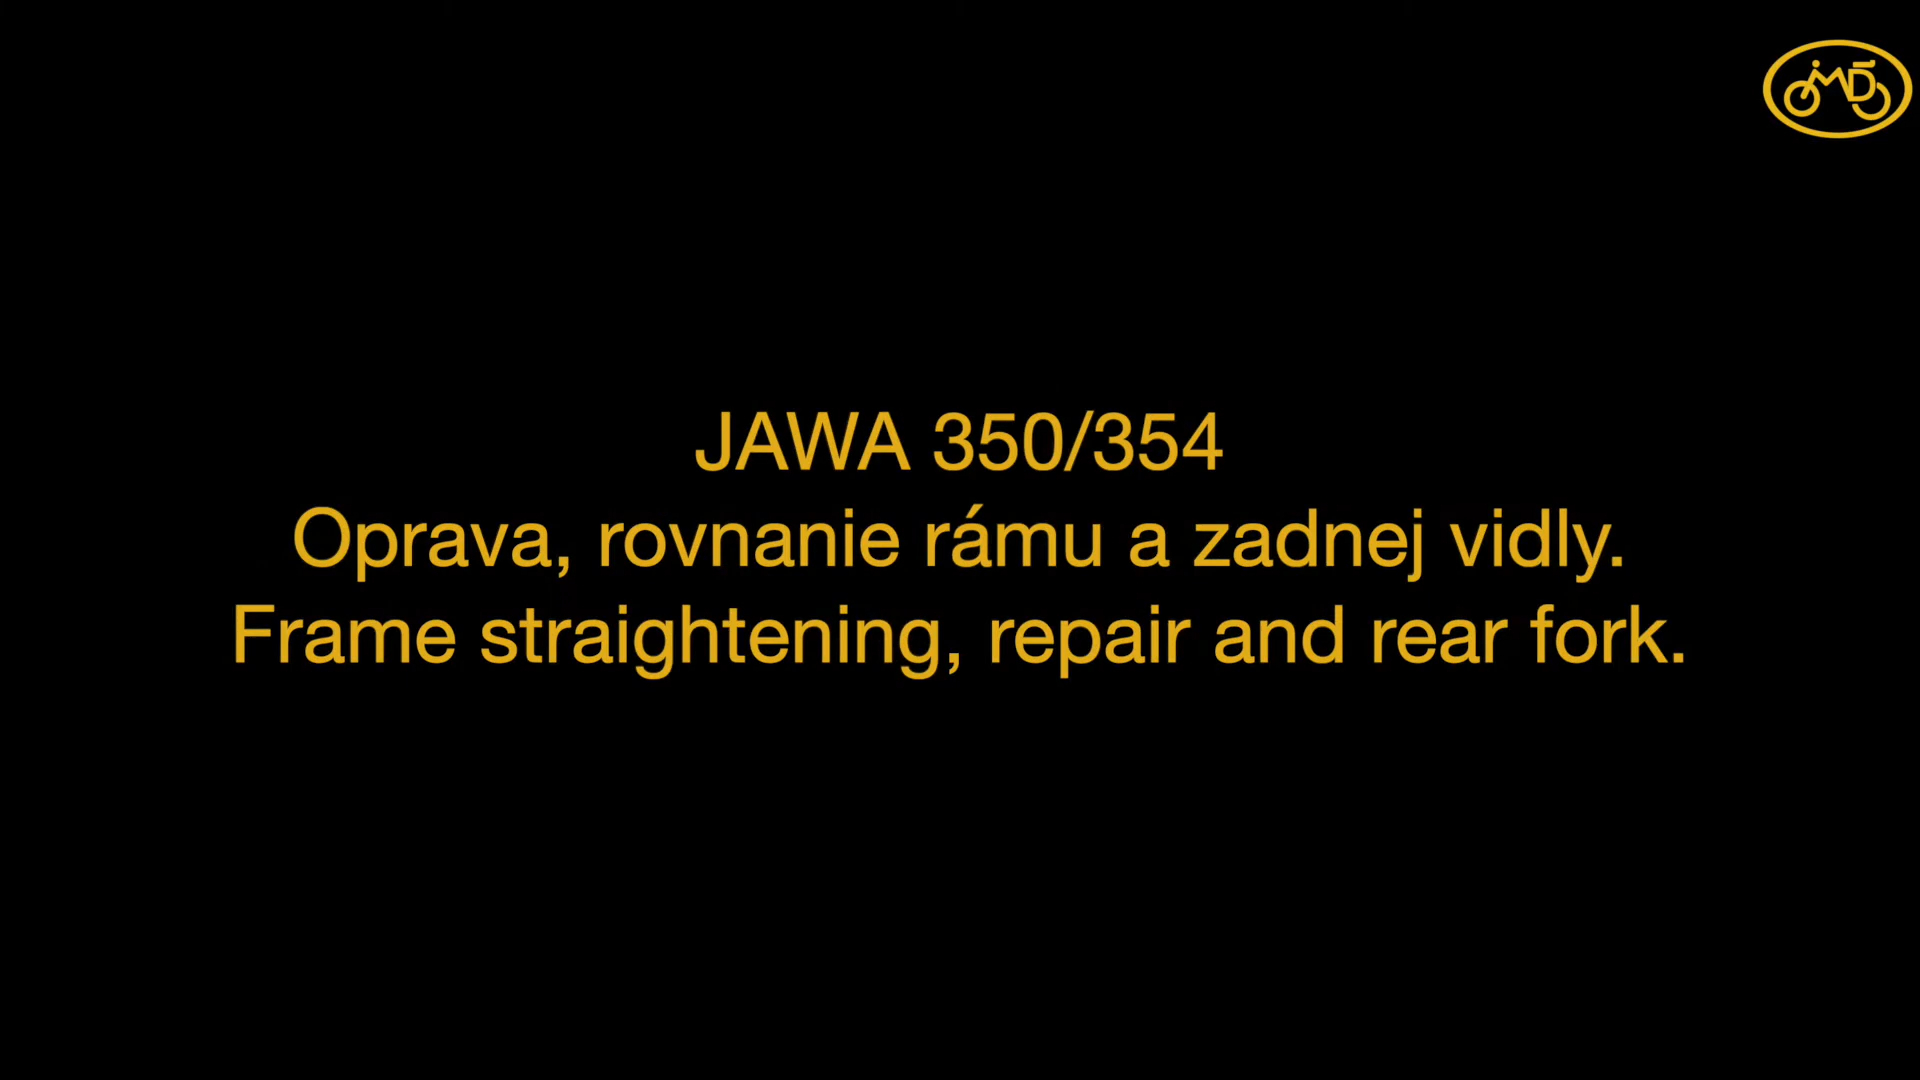 JAWA 350/354
Oprava, rovnanie rámu a zadnej vidly.
Frame straightening, repair and rear fork.